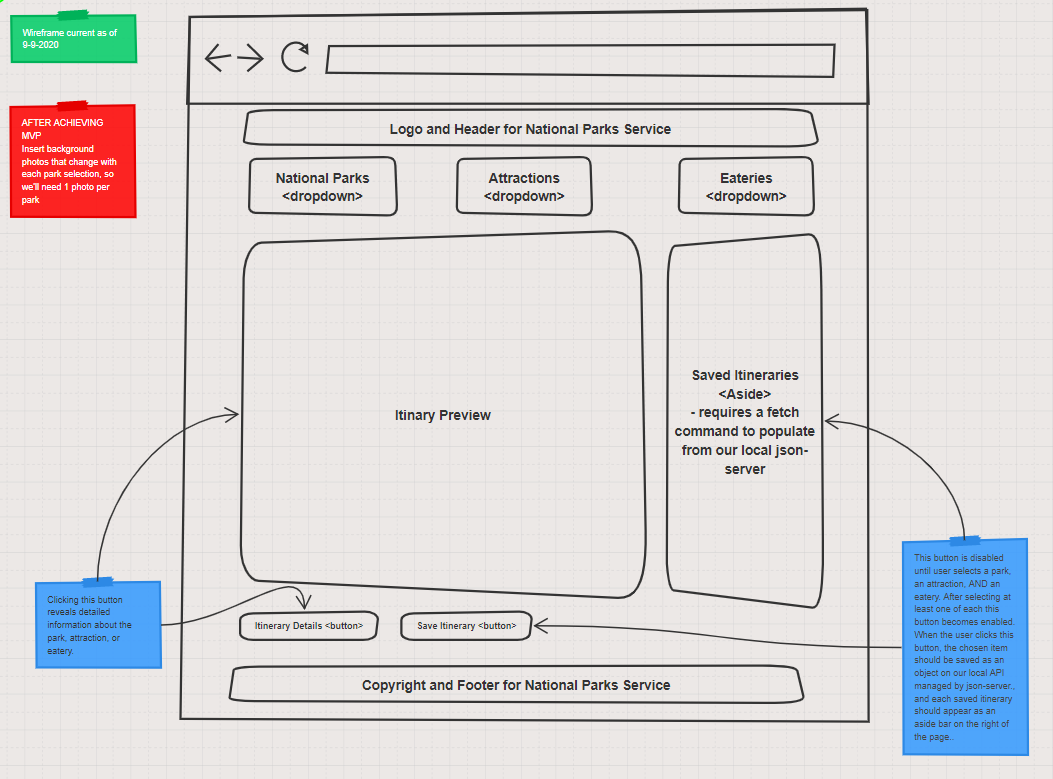 Wireframe current as of
9-9-2020
AFTER ACHIEVING
MVP
Insert background
photos that change with
each park selection, so
we'll need 1 photo per
park
Logo and Header for National Parks Service
National Parks
<dropdown>
Attractions
<dropdown>
Eateries
<dropdown>
Itinary Preview
Saved Itineraries
<Aside>
- requires a fetch
command to populate
from our local json-
server
Clicking this button
reveals detailed
information about the
park, attraction, or
eatery.
Itinerary Details <button>
Save Itinerary <button>
This button is disabled
until user selects a park,
an attraction, AND an
eatery. After selecting at
least one of each this
button becomes enabled.
When the user clicks this
button, the chosen item
should be saved as an
object on our local API
managed by json-server..
and each saved itinerary
should appear as an
aside bar on the right of
the page..
Copyright and Footer for National Parks Service